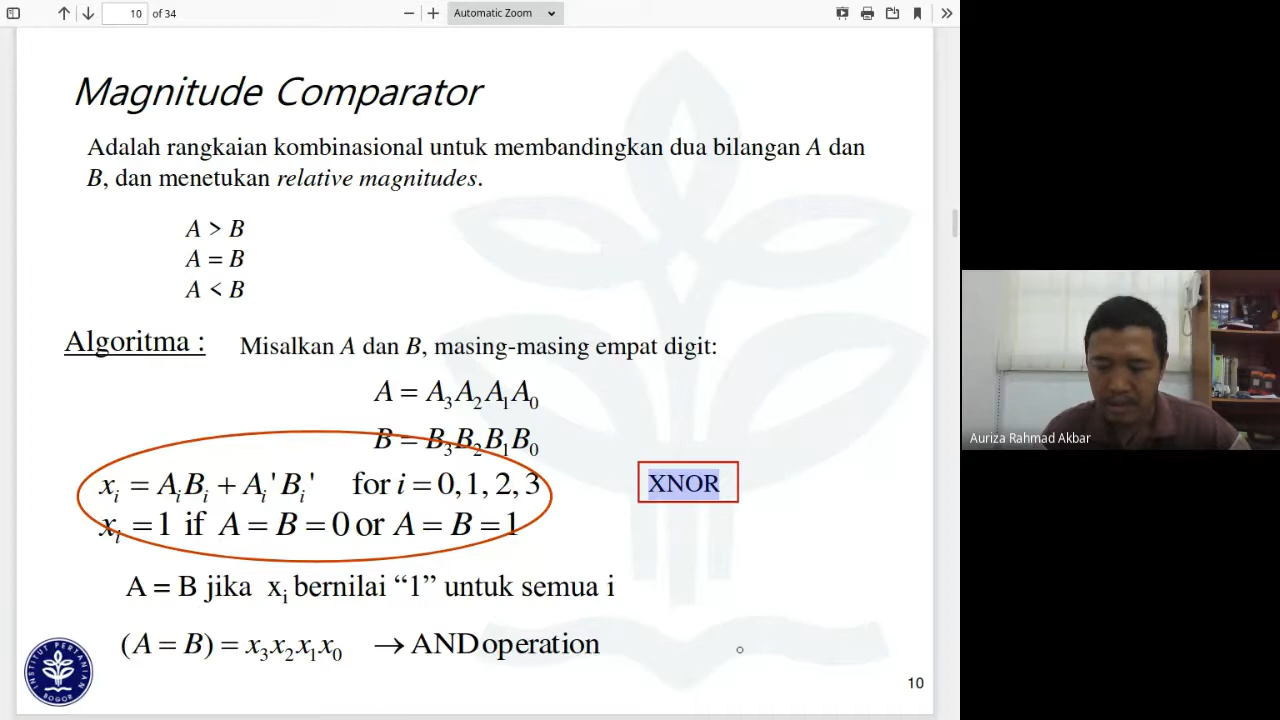 10 of 34
Automatic Zoom
Magnitude Comparator
Adalah rangkaian kombinasional untuk membandingkan dua bilangan A dan
B, dan menetukan relative magnitudes.
A > B
A = B
A < B
Algoritma : Misalkan A dan B, masing-masing empat digit:
A = A₃A₂A₁A₀
B = B₃B₂B₁B₀
xᵢ = AᵢBᵢ + Aᵢ'Bᵢ' for i = 0, 1, 2, 3
XNOR
xᵢ = 1 if A = B = 0 or A = B = 1
A = B jika xᵢ bernilai “1” untuk semua i
(A = B) = x₃x₂x₁x₀ → AND operation
INSTITUT PERTANIAN
BOGOR
10
Auriza Rahmad Akbar